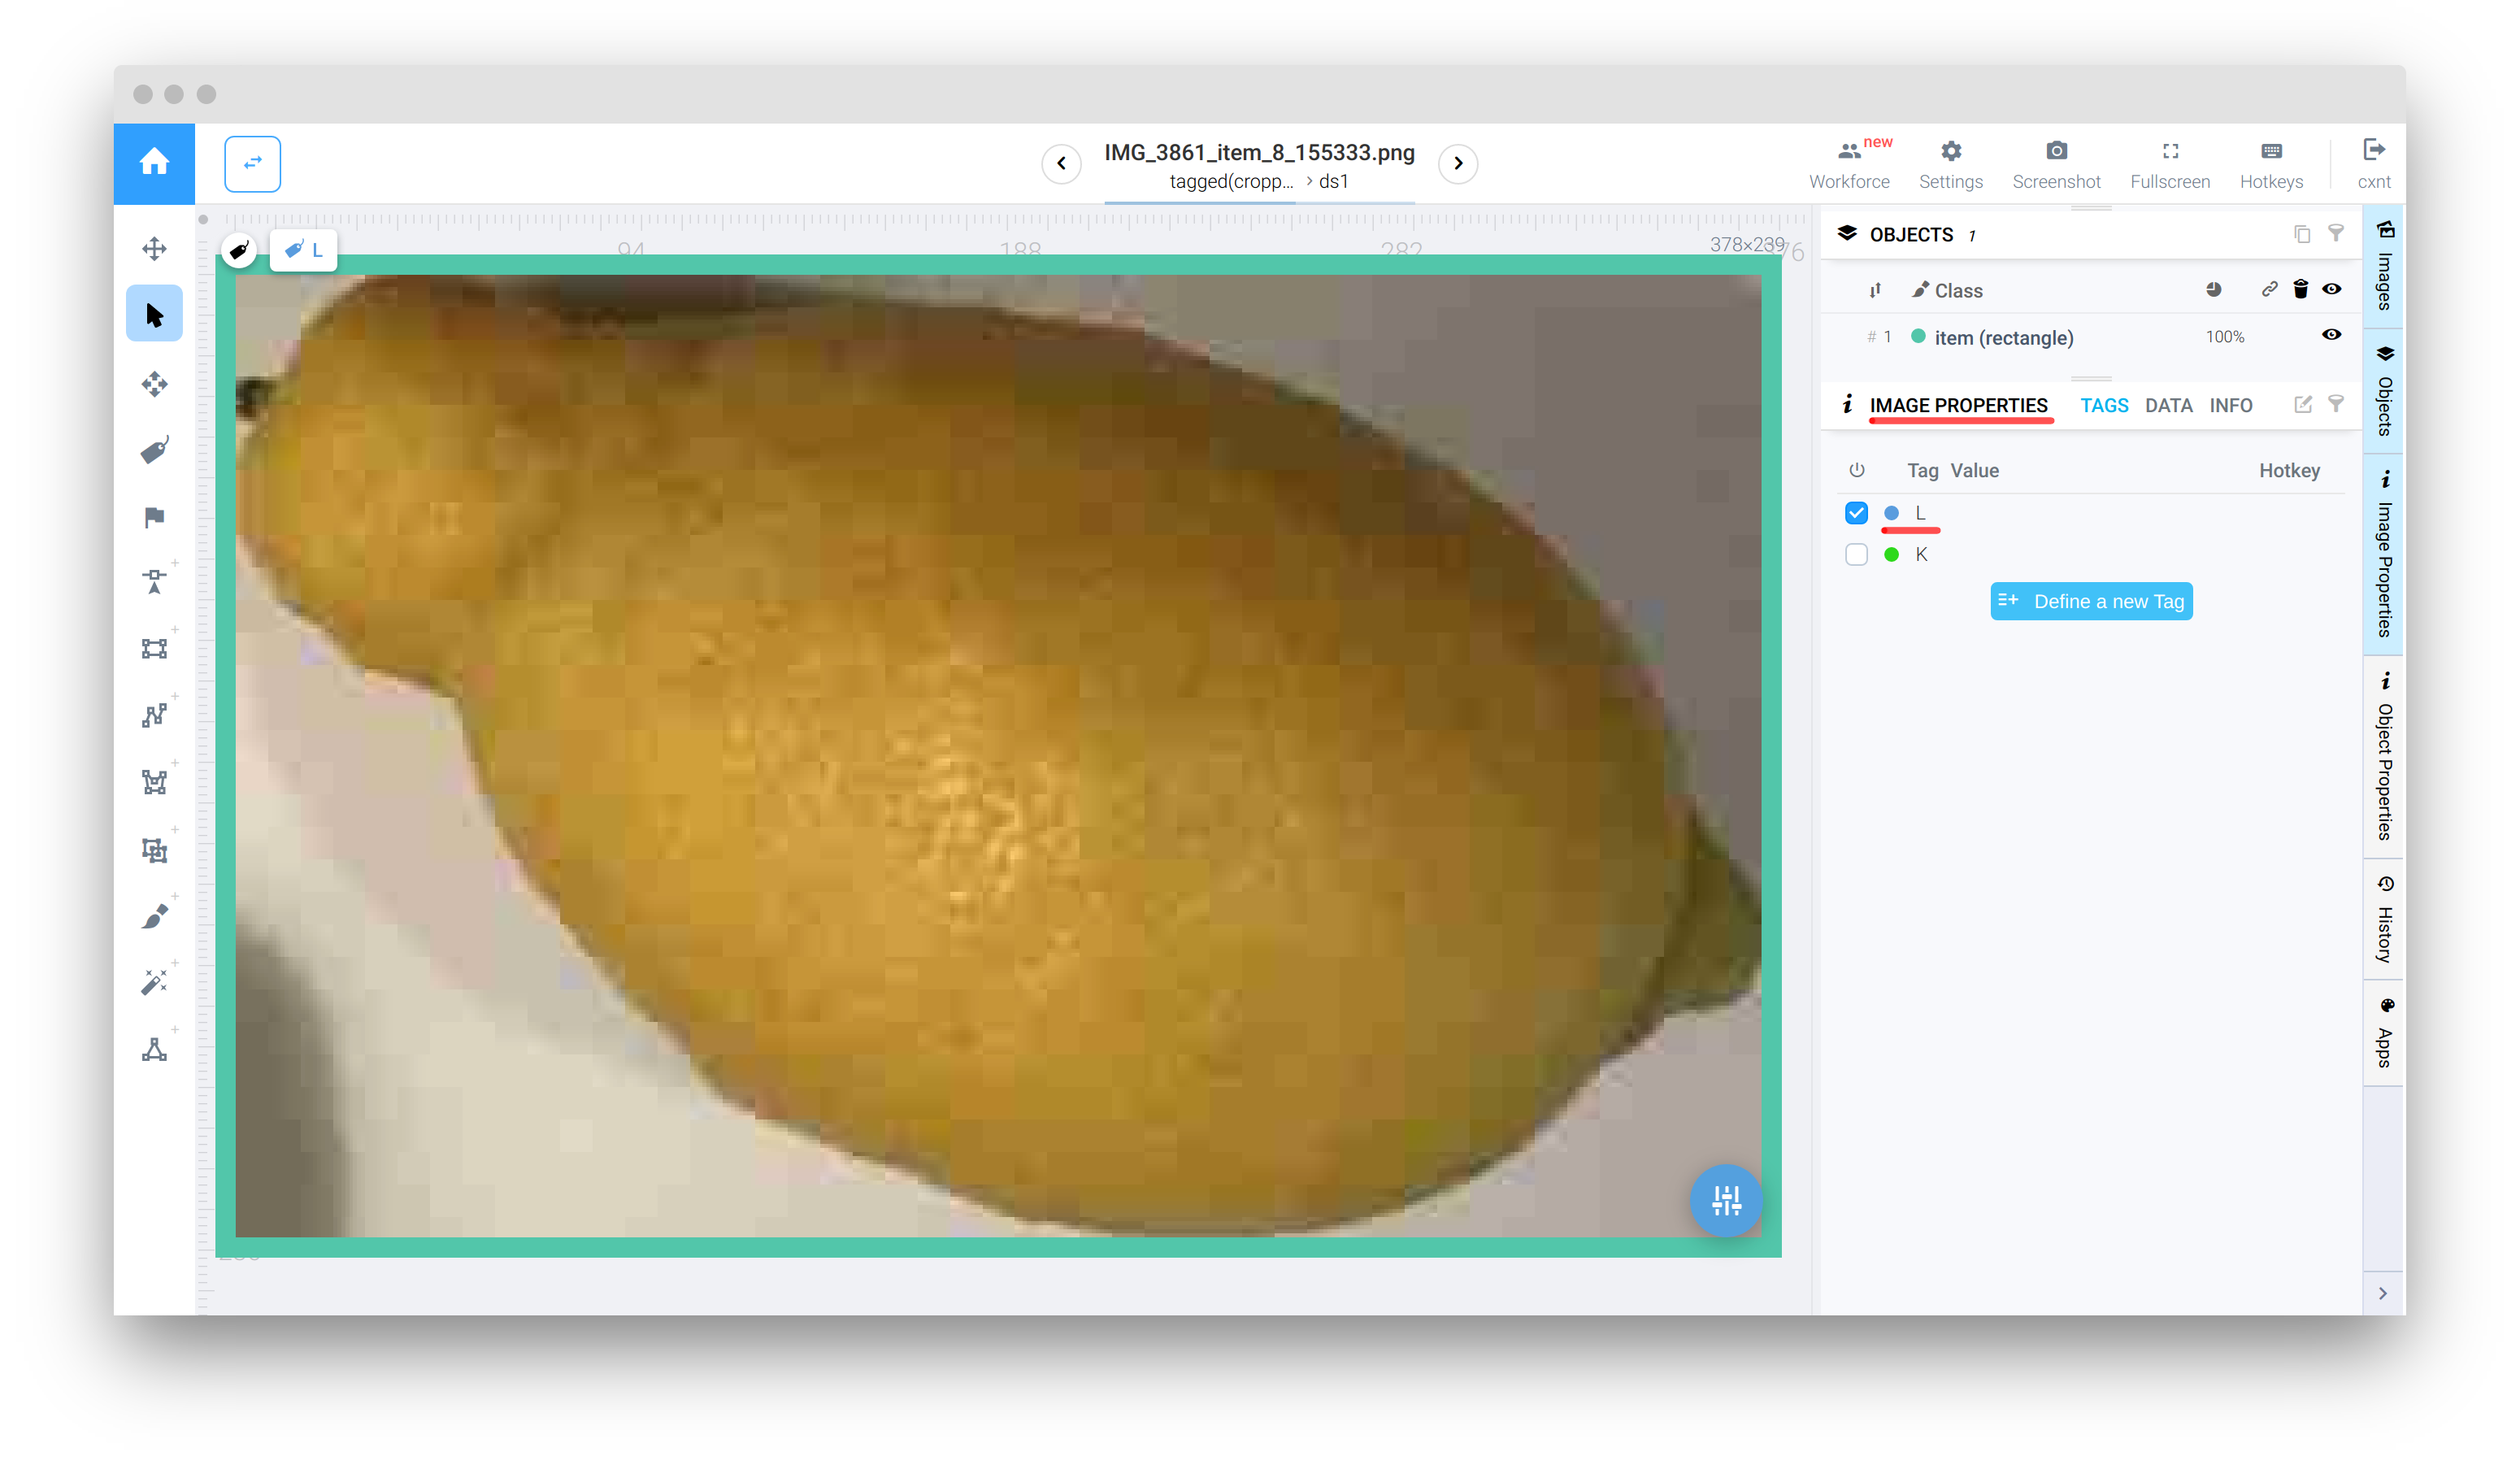 IMG_3861_item_8_155333.png
tagged(cropp... > ds1
new
Workforce
Settings
Screenshot
Fullscreen
Hotkeys
cxnt
94
188
282
376
378×239
L
OBJECTS 1
Class
# 1 item (rectangle) 100%
IMAGE PROPERTIES TAGS DATA INFO
Tag Value Hotkey
L
K
Define a new Tag
Images
Objects
Image Properties
Object Properties
History
Apps